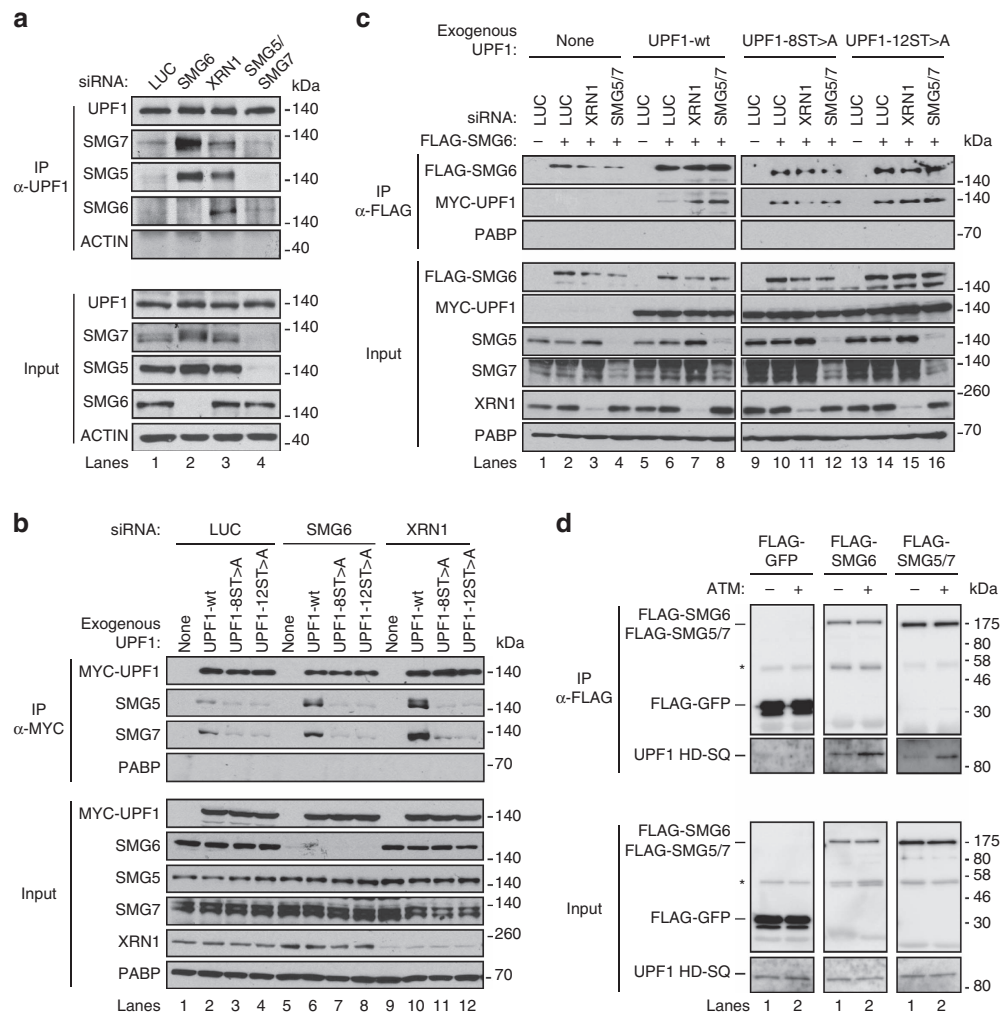 a
siRNA:
LUC
SMG6
XRN1
SMG5/
SMG7
kDa
IP
α-UPF1
UPF1
-140
SMG7
-140
SMG5
-140
SMG6
-140
ACTIN
-40
Input
UPF1
-140
SMG7
-140
SMG5
-140
SMG6
-140
ACTIN
-40
Lanes 1 2 3 4
b
siRNA: LUC SMG6 XRN1
Exogenous
UPF1:
None UPF1-wt UPF1-8ST>A UPF1-12ST>A None UPF1-wt UPF1-8ST>A UPF1-12ST>A None UPF1-wt UPF1-8ST>A UPF1-12ST>A
kDa
IP
α-MYC
MYC-UPF1 -140
SMG5 -140
SMG7 -140
PABP -70
Input
MYC-UPF1 -140
SMG6 -140
SMG5 -140
SMG7 -140
XRN1 -260
PABP -70
Lanes 1 2 3 4 5 6 7 8 9 10 11 12
c
Exogenous
UPF1:
None UPF1-wt UPF1-8ST>A UPF1-12ST>A
siRNA: LUC LUC XRN1 SMG5/7 LUC LUC XRN1 SMG5/7 LUC LUC XRN1 SMG5/7 LUC LUC XRN1 SMG5/7
FLAG-SMG6: – + + + – + + + – + + + – + + + kDa
IP
α-FLAG
FLAG-SMG6 -140
MYC-UPF1 -140
PABP -70
Input
FLAG-SMG6 -140
MYC-UPF1 -140
SMG5 -140
SMG7 -140
XRN1 -260
PABP -70
Lanes 1 2 3 4 5 6 7 8 9 10 11 12 13 14 15 16
d
FLAG-
GFP
FLAG-
SMG6
FLAG-
SMG5/7
ATM: – + – + – + kDa
IP
α-FLAG
FLAG-SMG6
FLAG-SMG5/7
- 175
- 80
- 58
*
- 46
FLAG-GFP
- 30
UPF1 HD-SQ
- 80
Input
FLAG-SMG6
FLAG-SMG5/7
- 175
- 80
- 58
*
- 46
FLAG-GFP
- 30
UPF1 HD-SQ
- 80
Lanes 1 2 1 2 1 2